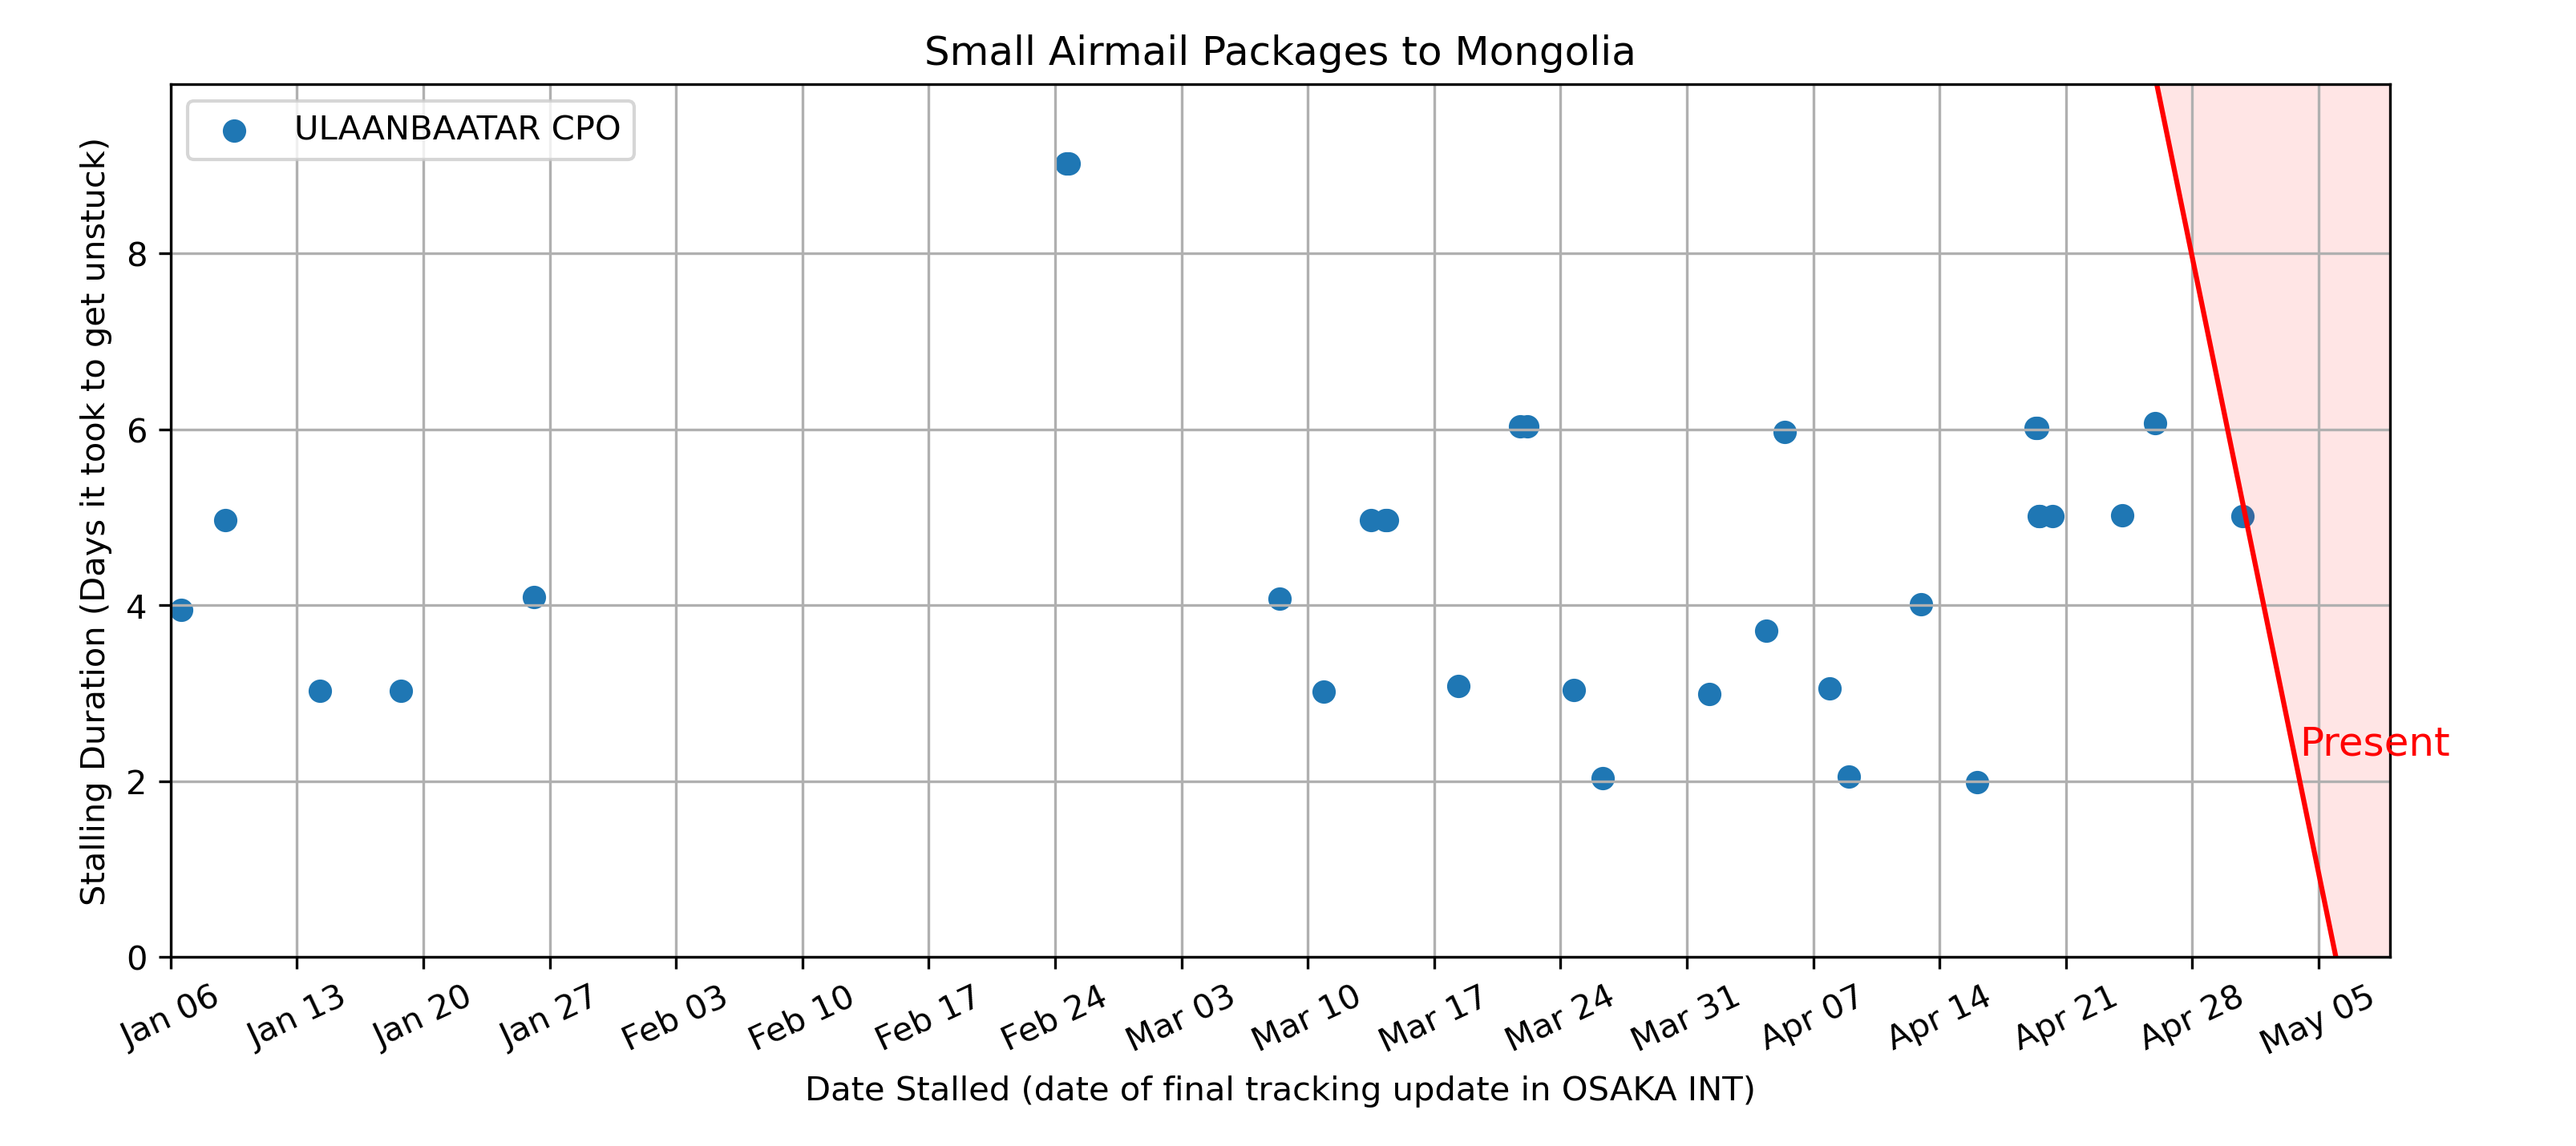 Small Airmail Packages to Mongolia
ULAANBAATAR CPO
Stalling Duration (Days it took to get unstuck)
8
6
4
2
0
Present
Jan 06
Jan 13
Jan 20
Jan 27
Feb 03
Feb 10
Feb 17
Feb 24
Mar 03
Mar 10
Mar 17
Mar 24
Mar 31
Apr 07
Apr 14
Apr 21
Apr 28
May 05
Date Stalled (date of final tracking update in OSAKA INT)